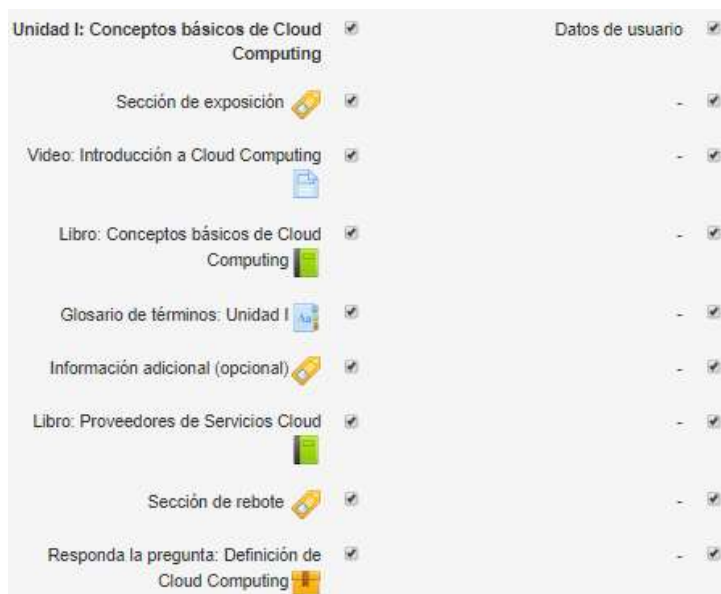 Unidad I: Conceptos básicos de Cloud Computing Datos de usuario
Sección de exposición -
Video: Introducción a Cloud Computing -
Libro: Conceptos básicos de Cloud Computing -
Glosario de términos: Unidad I Aa -
Información adicional (opcional) -
Libro: Proveedores de Servicios Cloud -
Sección de rebote -
Responda la pregunta: Definición de Cloud Computing -